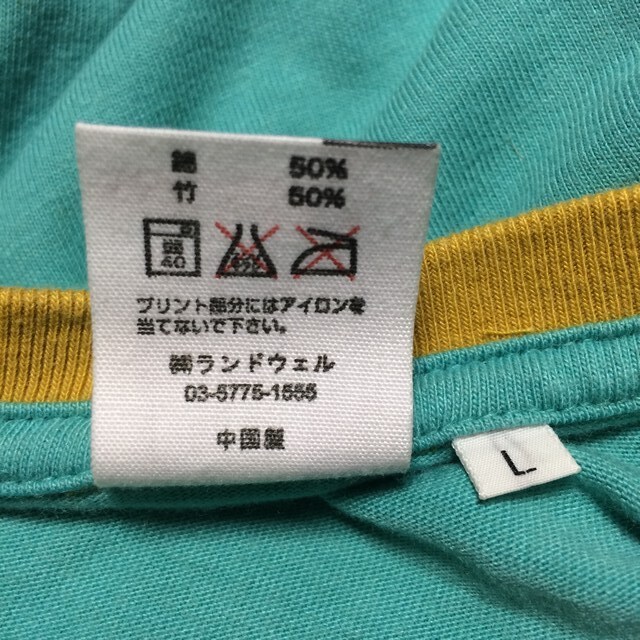 綿 50%
竹 50%
弱
40
プリント部分にはアイロンを
当てないで下さい。
㈱ランドウェル
03-5775-1555
中国製
L